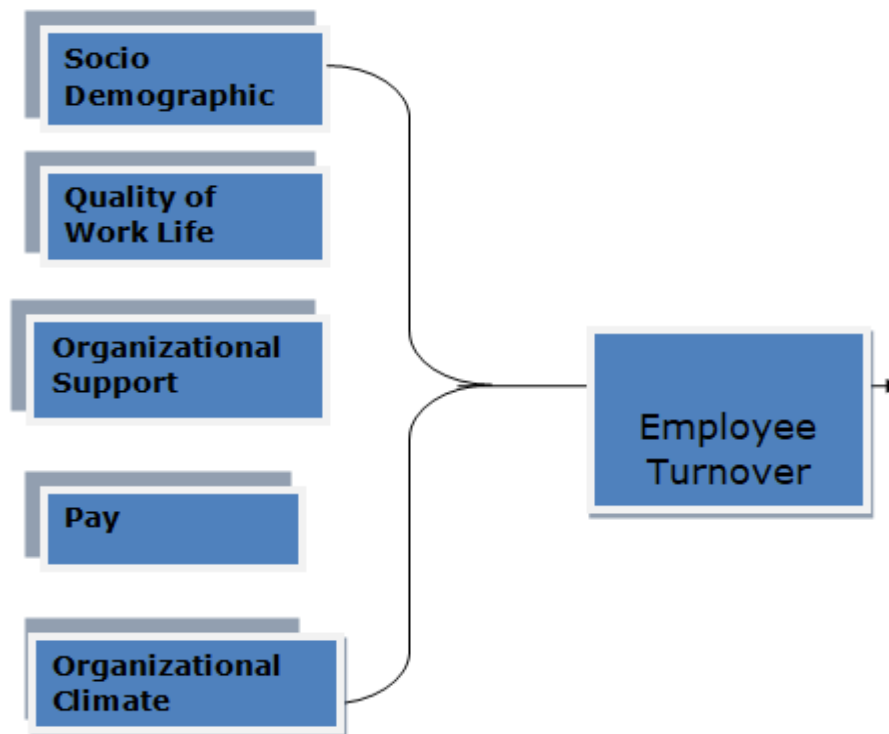 Socio
Demographic
Quality of
Work Life
Organizational
Support
Employee
Turnover
Pay
Organizational
Climate